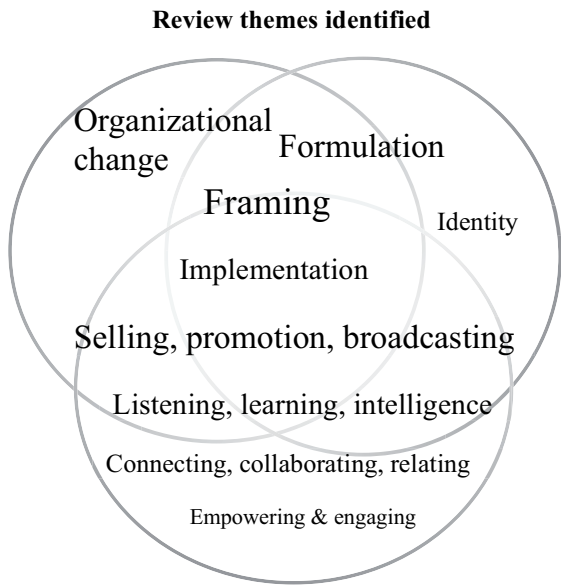 Review themes identified
Organizational
change
Formulation
Framing
Identity
Implementation
Selling, promotion, broadcasting
Listening, learning, intelligence
Connecting, collaborating, relating
Empowering & engaging